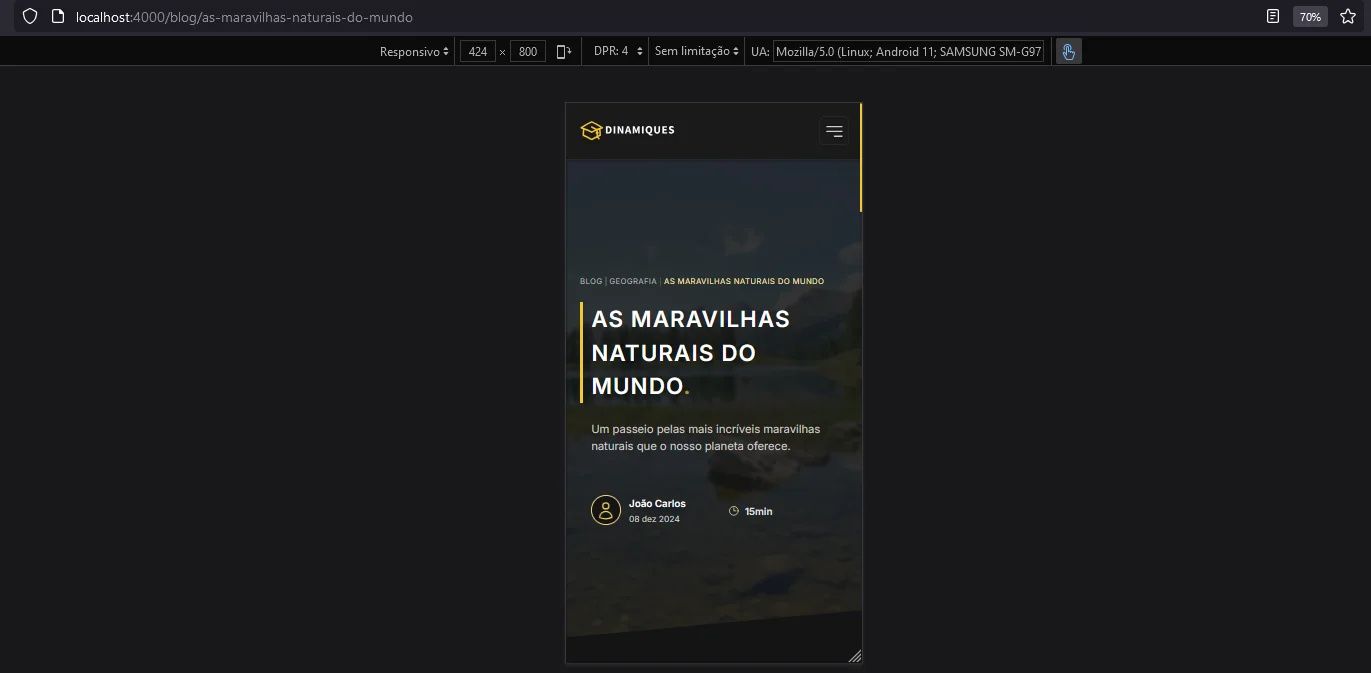 localhost:4000/blog/as-maravilhas-naturais-do-mundo
70%
Responsivo
424 × 800
DPR: 4
Sem limitação
UA: Mozilla/5.0 (Linux; Android 11; SAMSUNG SM-G97
DINAMIQUES
BLOG | GEOGRAFIA | AS MARAVILHAS NATURAIS DO MUNDO
AS MARAVILHAS
NATURAIS DO
MUNDO.
Um passeio pelas mais incríveis maravilhas
naturais que o nosso planeta oferece.
João Carlos
08 dez 2024
15min